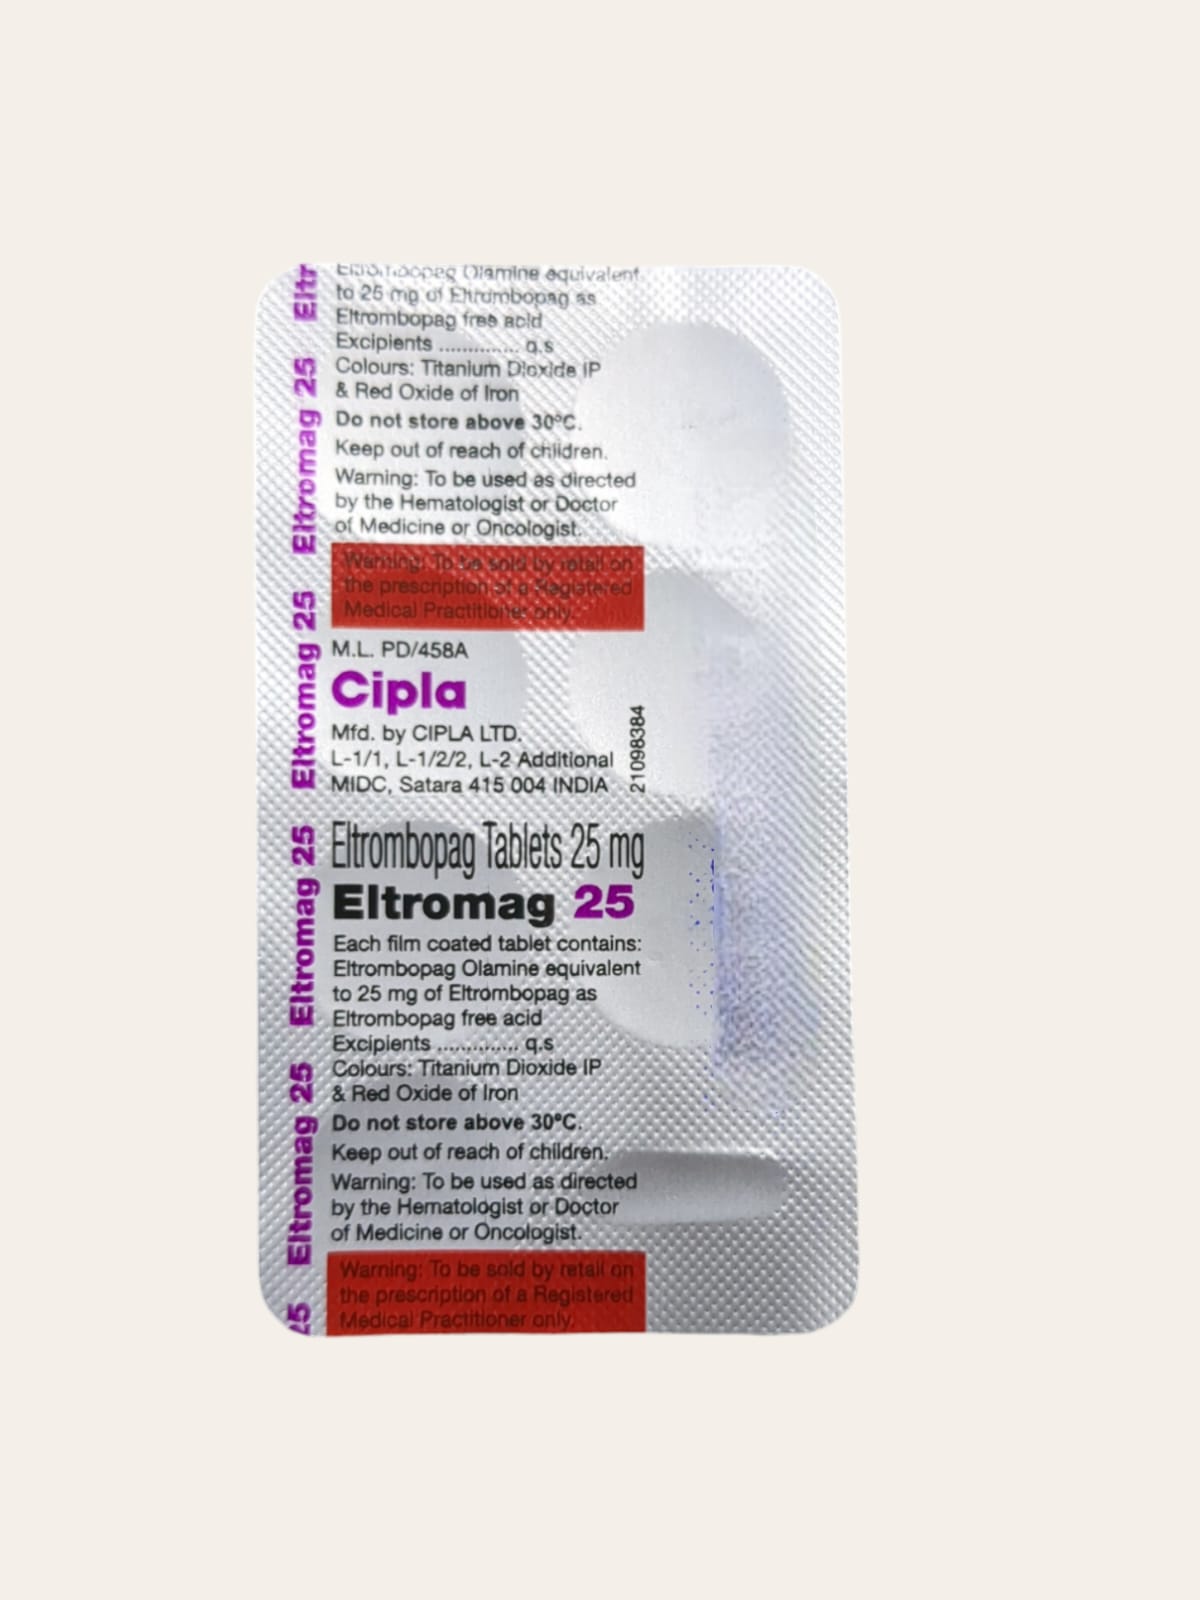 Eltrombopag Olamine equivalent
to 25 mg of Eltrombopag as
Eltrombopag free acid
Excipients .............. q.s
Colours: Titanium Dioxide IP
& Red Oxide of Iron
Do not store above 30°C.
Keep out of reach of children.
Warning: To be used as directed
by the Hematologist or Doctor
of Medicine or Oncologist.
Warning: To be sold by retail on
the prescription of a Registered
Medical Practitioner only.
M.L. PD/458A
Cipla
Mfd. by CIPLA LTD.
L-1/1, L-1/2/2, L-2 Additional
MIDC, Satara 415 004 INDIA
21098384
Eltrombopag Tablets 25 mg
Eltromag 25
Each film coated tablet contains:
Eltrombopag Olamine equivalent
to 25 mg of Eltrombopag as
Eltrombopag free acid
Excipients .............. q.s
Colours: Titanium Dioxide IP
& Red Oxide of Iron
Do not store above 30°C.
Keep out of reach of children.
Warning: To be used as directed
by the Hematologist or Doctor
of Medicine or Oncologist.
Warning: To be sold by retail on
the prescription of a Registered
Medical Practitioner only.
25 Eltromag 25 Eltromag 25 Eltromag 25 Eltromag 25 Eltr